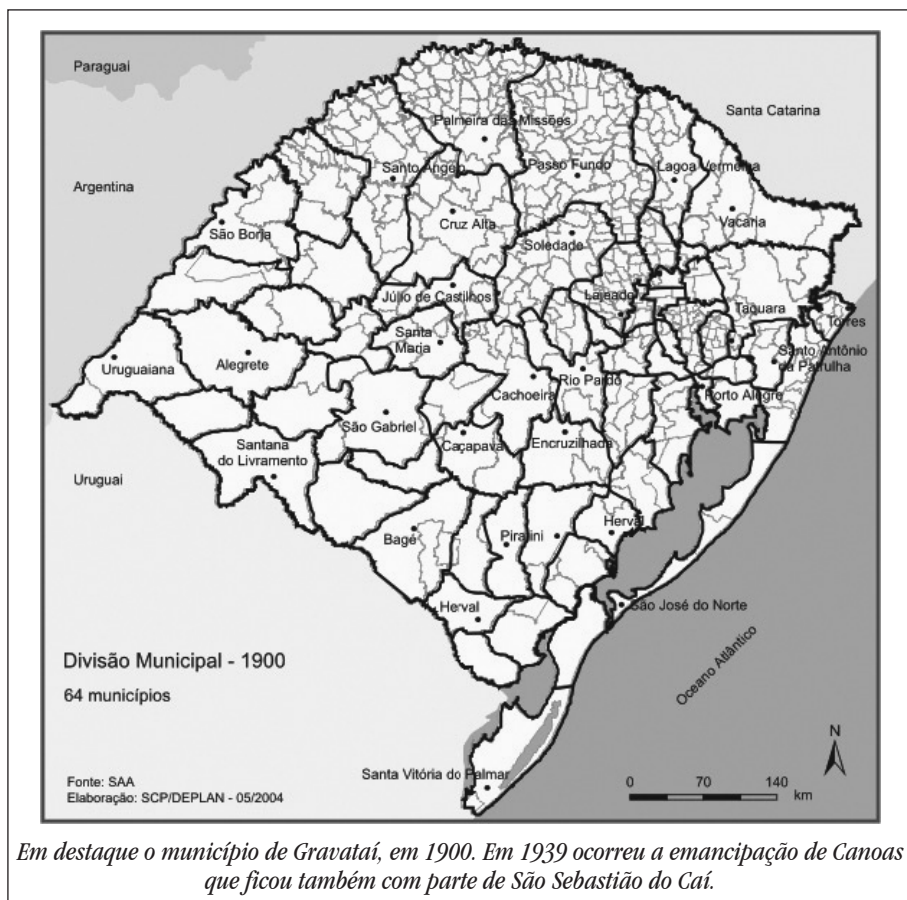 Paraguai
Santa Catarina
Palmeira das Missões
Argentina
Santo Ângelo
Passo Fundo
Lagoa Vermelha
São Borja
Cruz Alta
Vacaria
Soledade
Júlio de Castilhos
Lajeado
Taquara
Torres
Santa
Maria
Santo Antônio
da Patrulha
Uruguaiana
Alegrete
Cachoeira
Rio Pardo
Porto Alegre
São Gabriel
Caçapava
Encruzilhada
Santana
do Livramento
Uruguai
Bagé
Piratini
Herval
Herval
São José do Norte
Oceano Atlântico
Divisão Municipal - 1900
64 municípios
N
Santa Vitória do Palmar
Fonte: SAA
Elaboração: SCP/DEPLAN - 05/2004
0 70 140
km
Em destaque o município de Gravataí, em 1900. Em 1939 ocorreu a emancipação de Canoas
que ficou também com parte de São Sebastião do Caí.